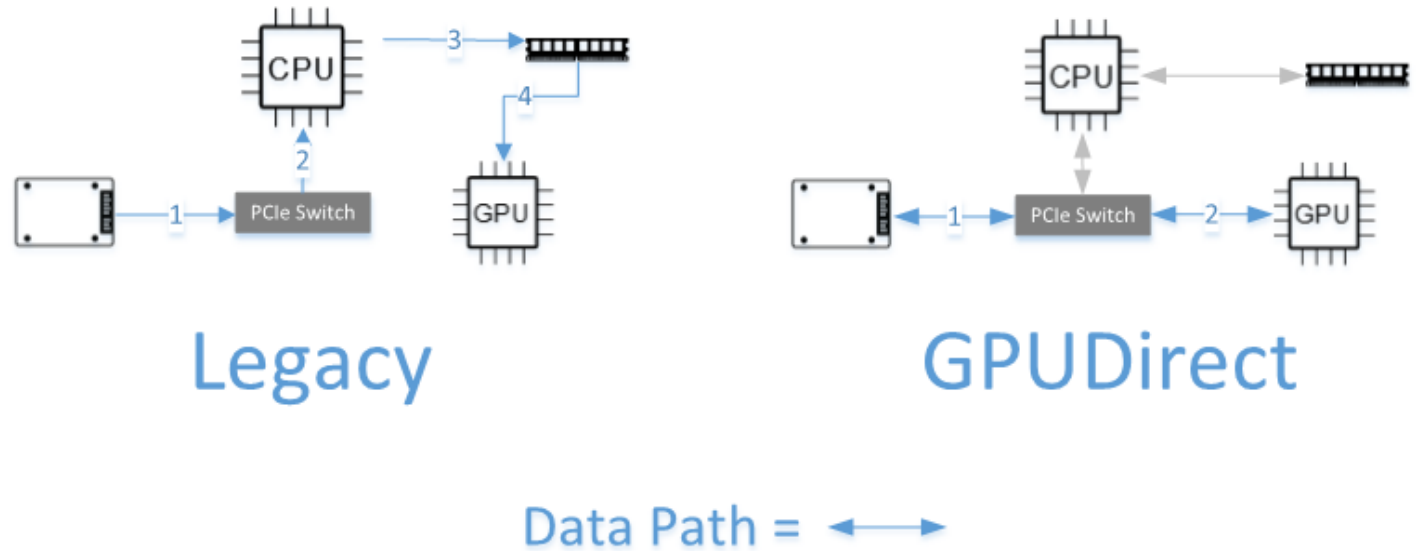 CPU
3
4
2
1
PCIe Switch
GPU
Legacy
CPU
1
PCIe Switch
2
GPU
GPUDirect
Data Path =